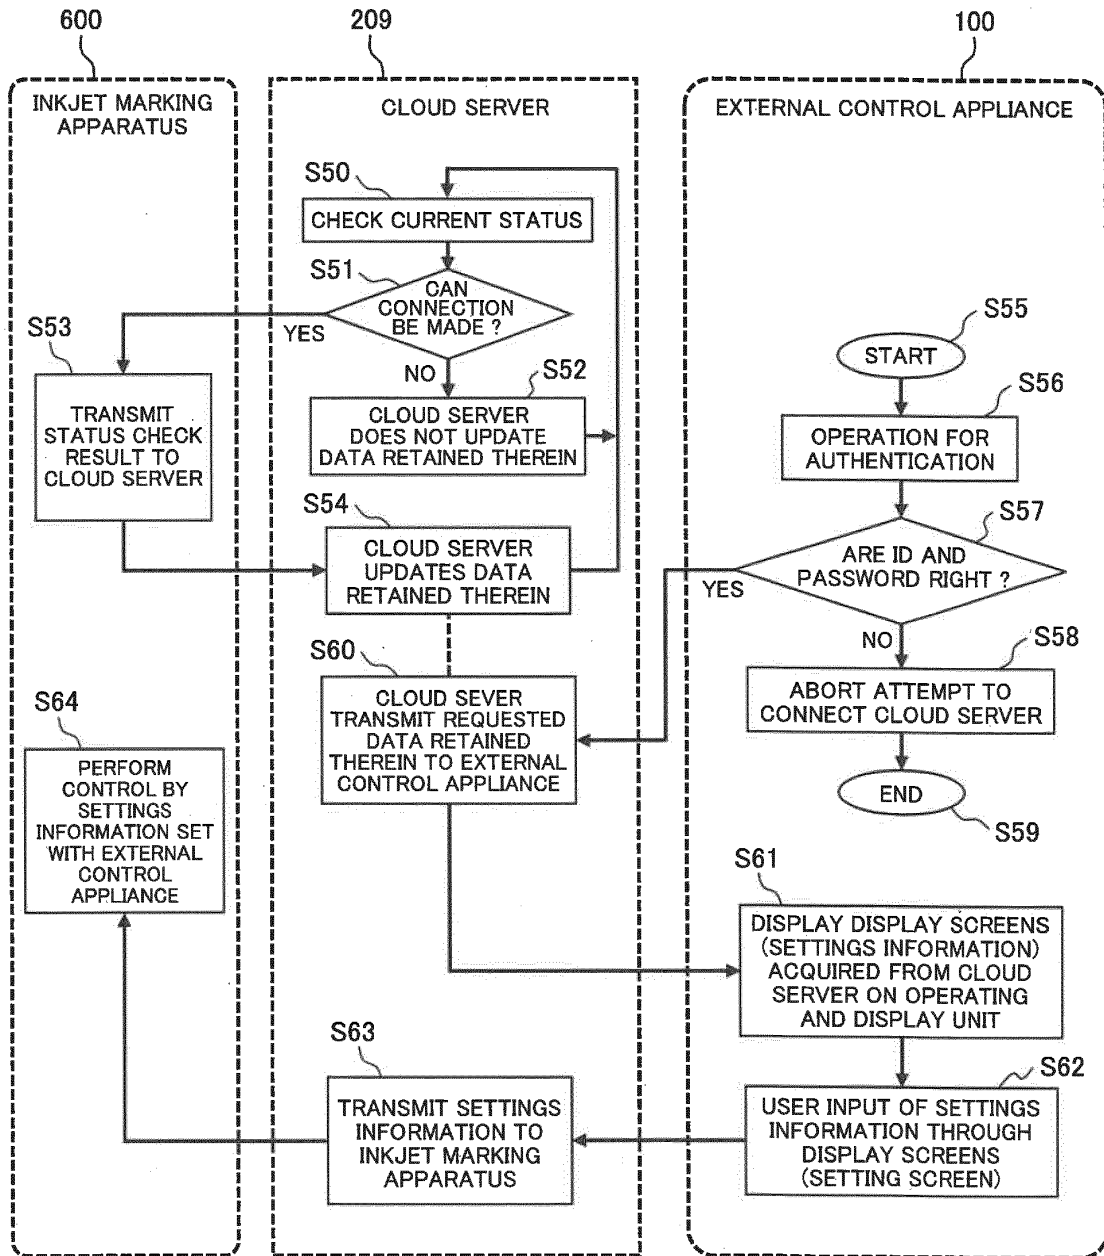 600
209
100
INKJET MARKING
APPARATUS
CLOUD SERVER
EXTERNAL CONTROL APPLIANCE
S50
CHECK CURRENT STATUS
S51
CAN
CONNECTION
BE MADE ?
YES
NO
S52
CLOUD SERVER
DOES NOT UPDATE
DATA RETAINED THEREIN
S53
TRANSMIT
STATUS CHECK
RESULT TO
CLOUD SERVER
S54
CLOUD SERVER
UPDATES DATA
RETAINED THEREIN
S55
START
S56
OPERATION FOR
AUTHENTICATION
S57
ARE ID AND
PASSWORD RIGHT ?
YES
NO
S58
ABORT ATTEMPT TO
CONNECT CLOUD SERVER
END
S59
S60
CLOUD SEVER
TRANSMIT REQUESTED
DATA RETAINED
THEREIN TO EXTERNAL
CONTROL APPLIANCE
S61
DISPLAY DISPLAY SCREENS
(SETTINGS INFORMATION)
ACQUIRED FROM CLOUD
SERVER ON OPERATING
AND DISPLAY UNIT
S62
USER INPUT OF SETTINGS
INFORMATION THROUGH
DISPLAY SCREENS
(SETTING SCREEN)
S63
TRANSMIT SETTINGS
INFORMATION TO
INKJET MARKING
APPARATUS
S64
PERFORM
CONTROL BY
SETTINGS
INFORMATION SET
WITH EXTERNAL
CONTROL
APPLIANCE